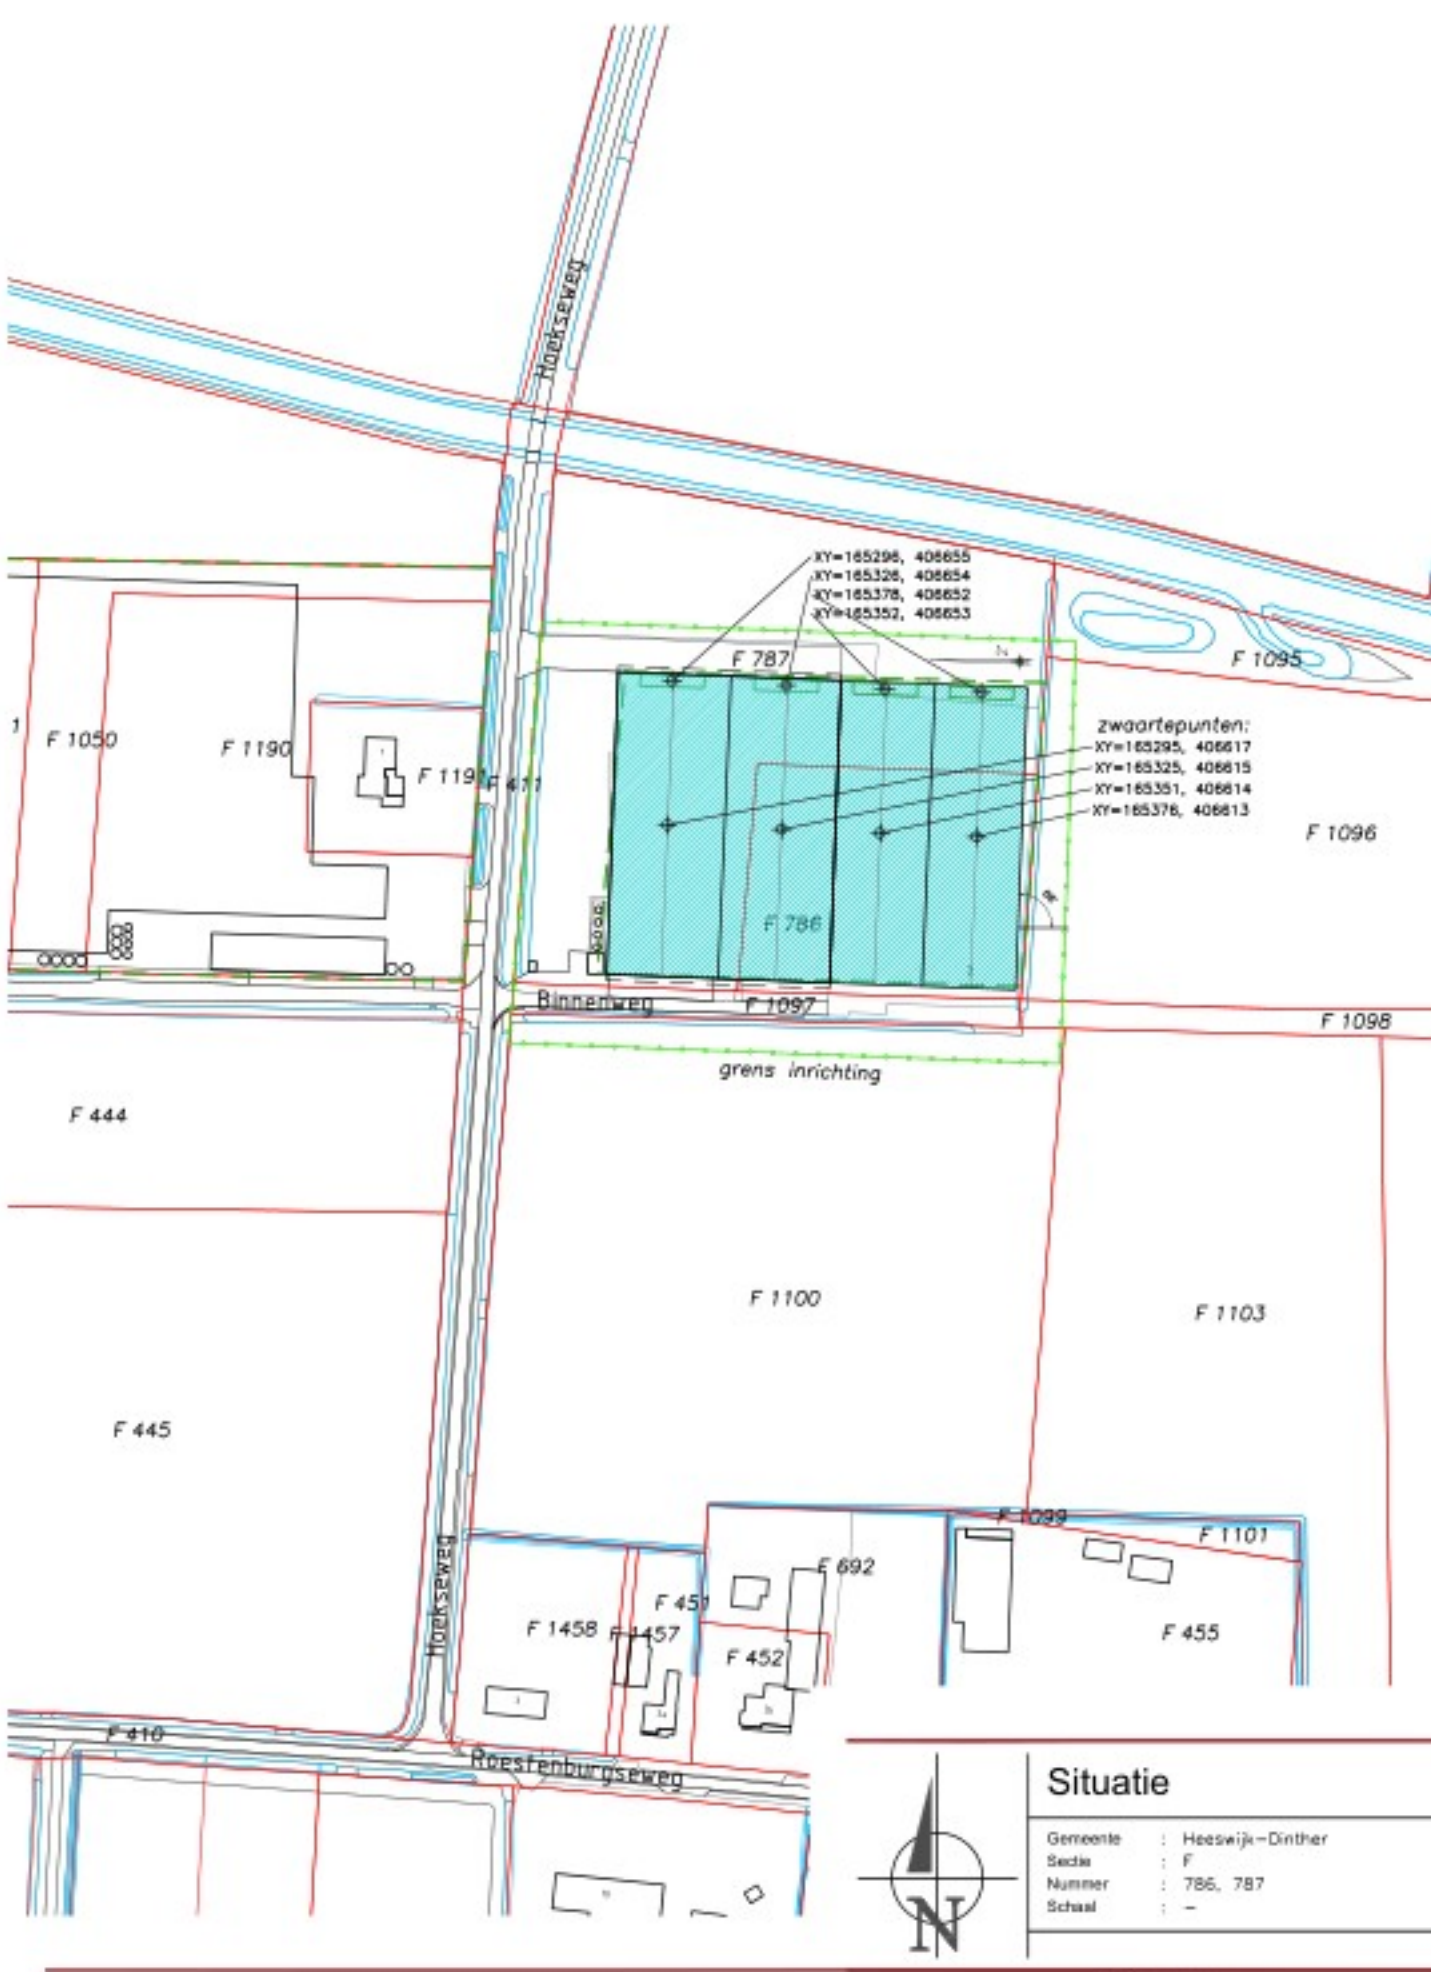 Hoekseweg
XY=165296, 406655
XY=165326, 406654
XY=165378, 406652
XY=165352, 406653
F 787
F 1095
zwaartepunten:
XY=165295, 406617
XY=165325, 406615
XY=165351, 406614
XY=165376, 406613
1
F 1050
F 1190
F 1191
F 411
F 1096
F 786
Binnenweg
F 1097
F 1098
grens inrichting
F 444
F 1100
F 1103
F 445
F 1099
F 1101
Hoekseweg
F 692
F 451
F 1458
F 1457
F 452
F 455
F 410
Roestenburgseweg
Situatie
Gemeente : Heeswijk-Dinther
Sectie : F
Nummer : 786, 787
Schaal : -
N